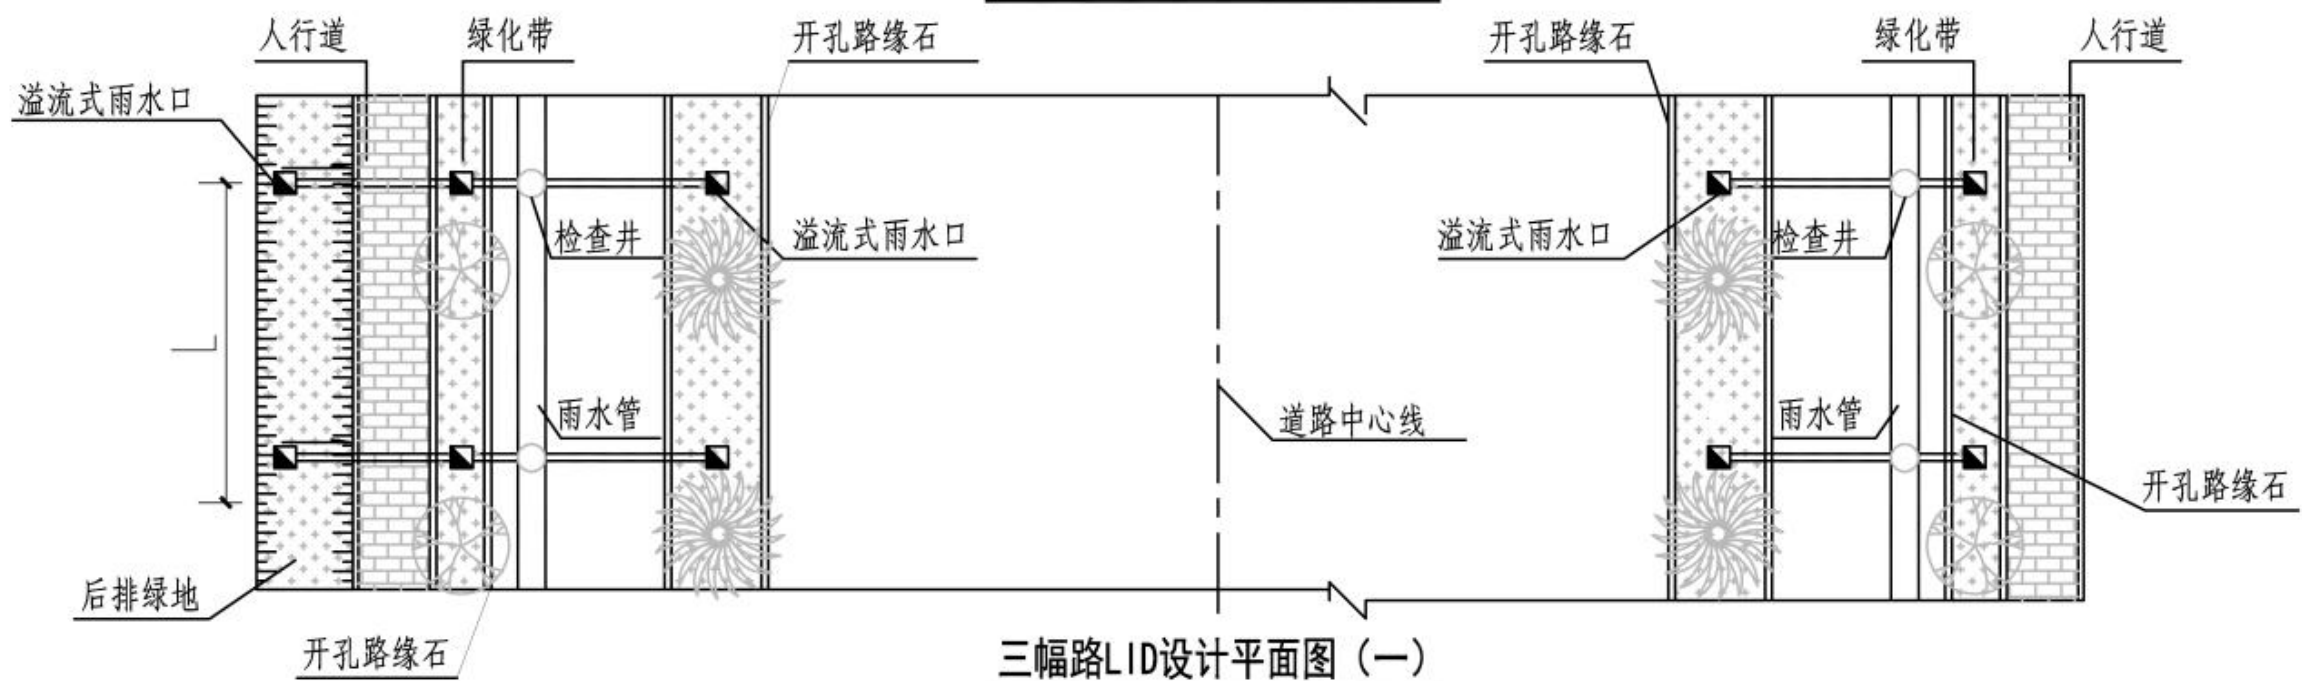 人行道
绿化带
开孔路缘石
开孔路缘石
绿化带
人行道
溢流式雨水口
检查井
溢流式雨水口
溢流式雨水口
检查井
L
雨水管
道路中心线
雨水管
开孔路缘石
后排绿地
开孔路缘石
三幅路LID设计平面图（一）